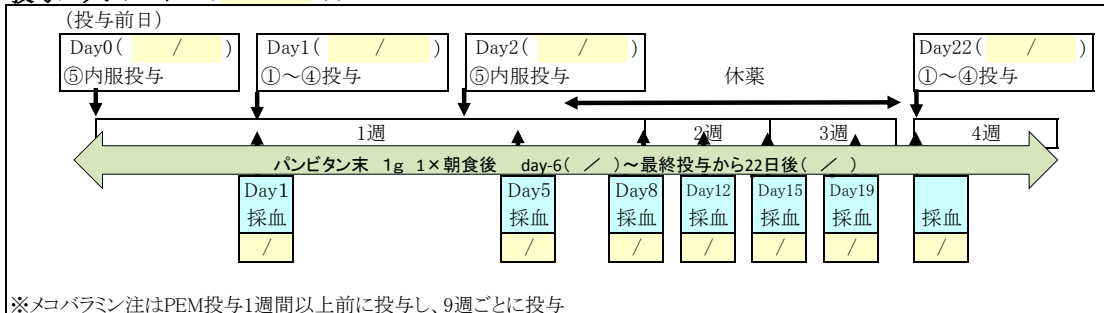 (投与前日)
Day0( / ) Day1( / ) Day2( / ) Day22( / )
⑤内服投与 ①～④投与 ⑤内服投与 休薬 ①～④投与
1週 2週 3週 4週
パンビタン末 1g 1×朝食後 day-6( / )～最終投与から22日後( / )
Day1 Day5 Day8 Day12 Day15 Day19
採血 採血 採血 採血 採血 採血 採血
/ / / / / / /
※メコバラミン注はPEM投与1週間以上前に投与し、9週ごとに投与